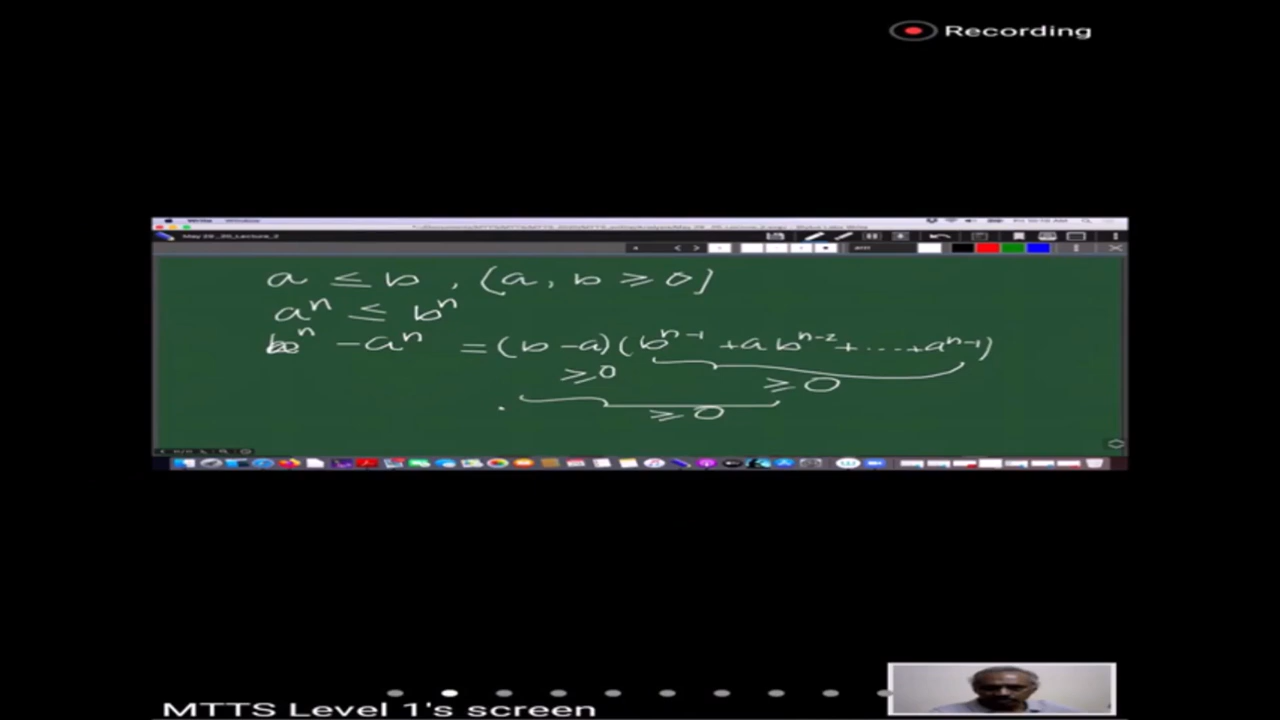 Recording
a ≤ b, (a, b ≥ 0)
aⁿ ≤ bⁿ
bⁿ - aⁿ = (b - a)(bⁿ⁻¹ + a bⁿ⁻² + .... + aⁿ⁻¹)
≥ 0 ≥ 0
≥ 0
MTTS Level 1's screen